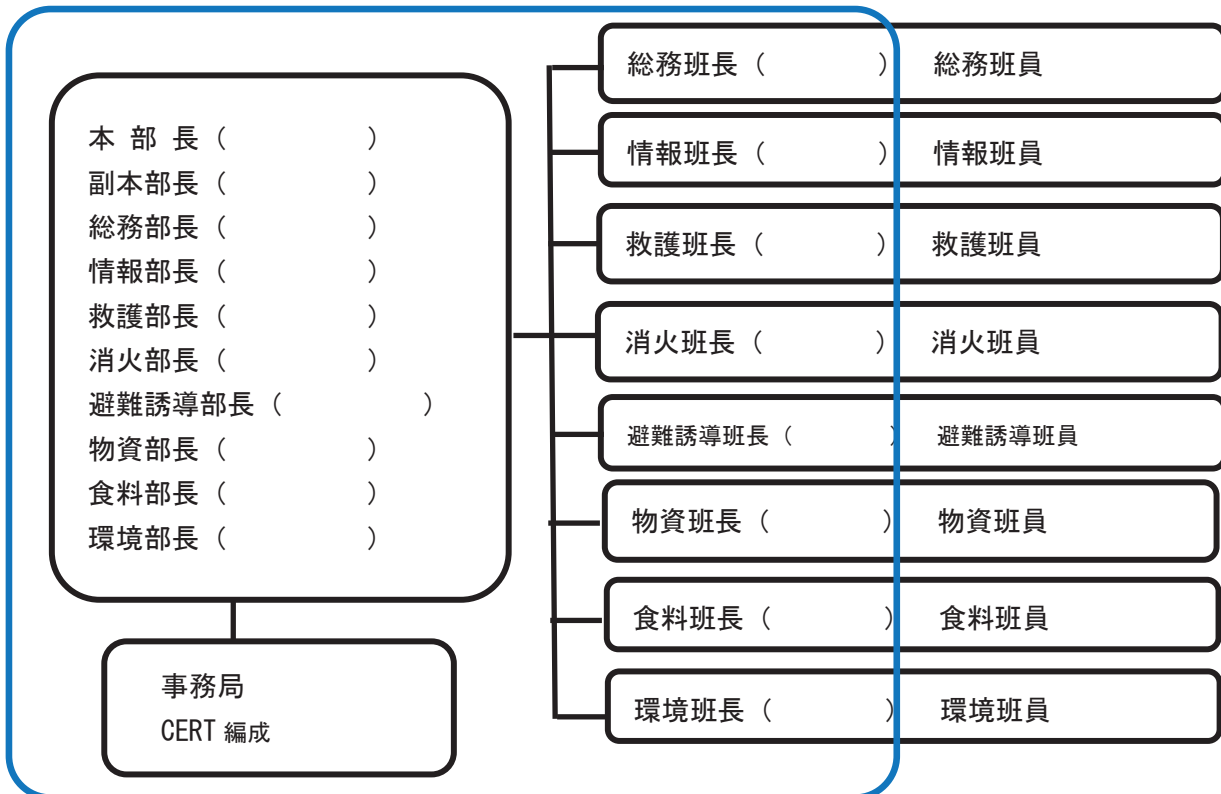 本 部 長（　　　　　）
副本部長（　　　　　）
総務部長（　　　　　）
情報部長（　　　　　）
救護部長（　　　　　）
消火部長（　　　　　）
避難誘導部長（　　　　　）
物資部長（　　　　　）
食料部長（　　　　　）
環境部長（　　　　　）
事務局
CERT 編成
総務班長（　　　　）　総務班員
情報班長（　　　　）　情報班員
救護班長（　　　　）　救護班員
消火班長（　　　　）　消火班員
避難誘導班長（　　　　）　避難誘導班員
物資班長（　　　　）　物資班員
食料班長（　　　　）　食料班員
環境班長（　　　　）　環境班員